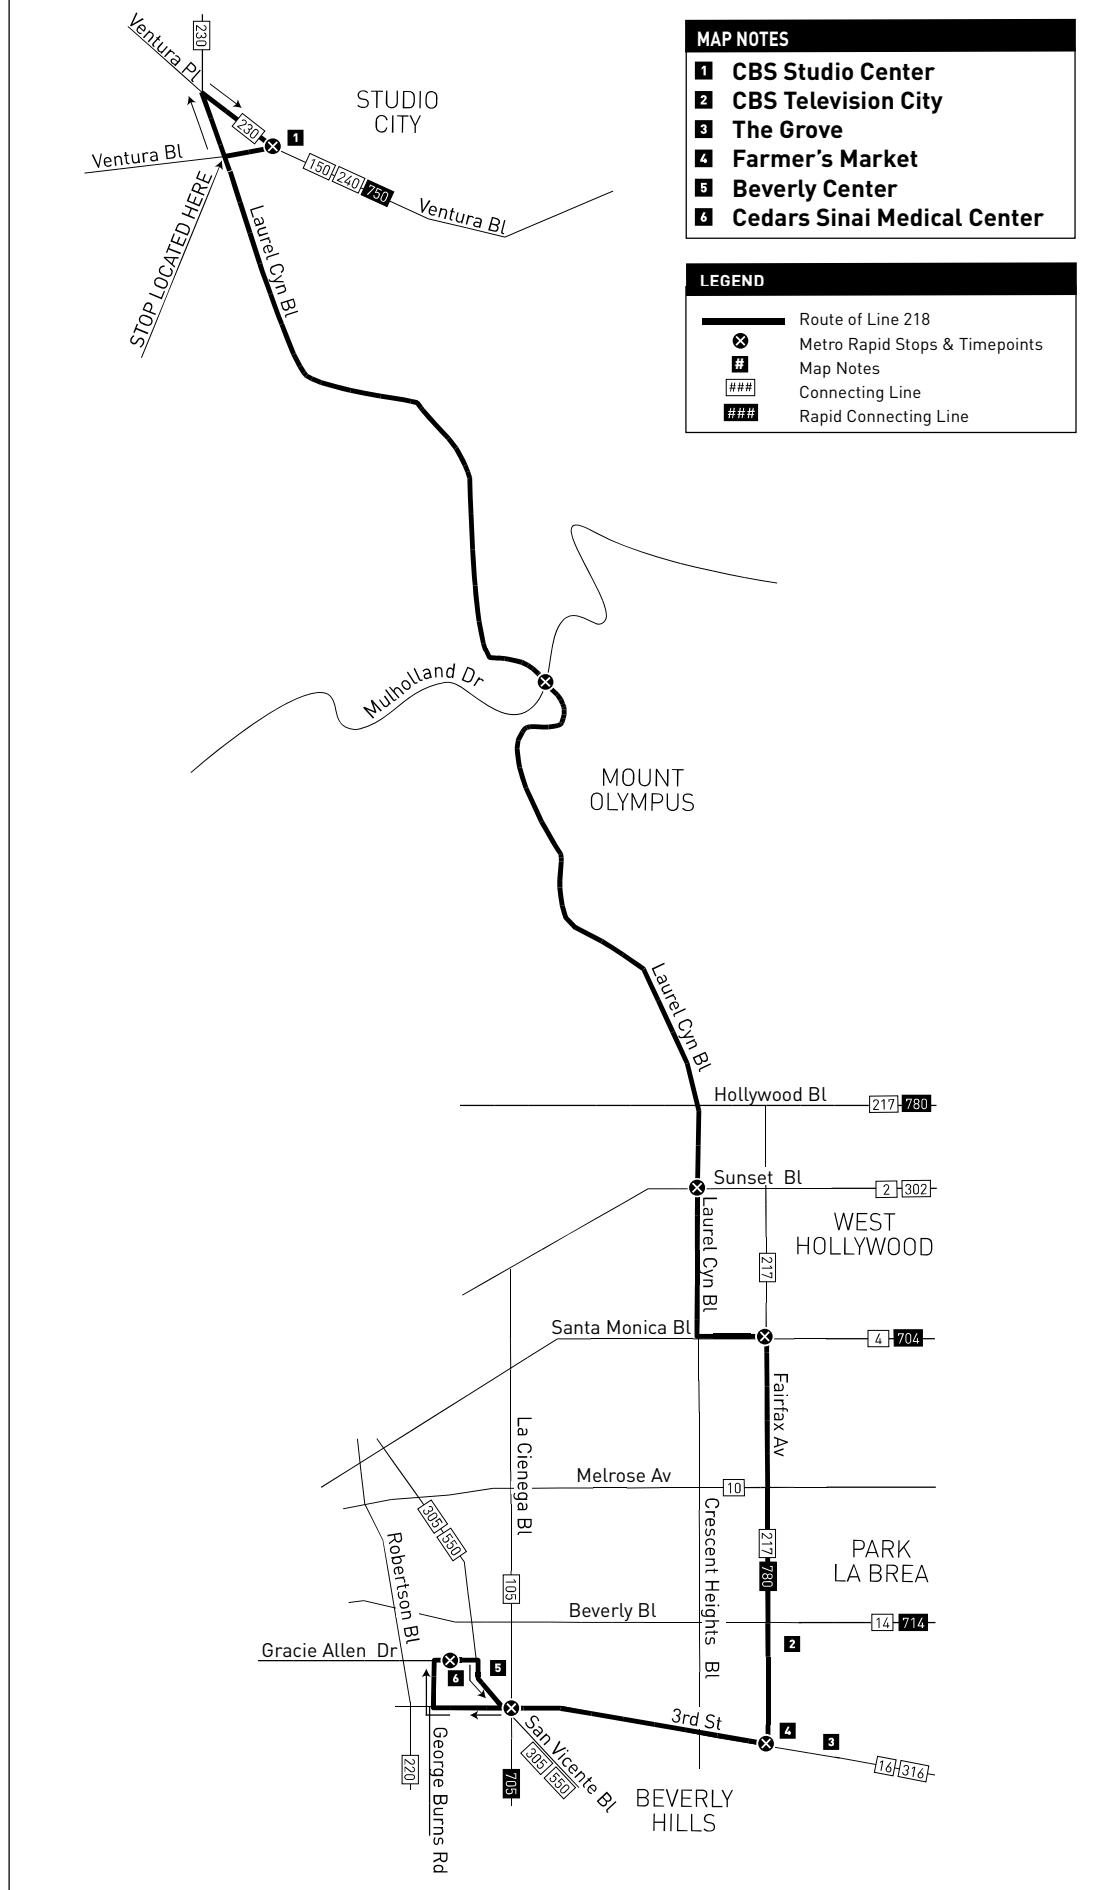 Ventura Pl
230
230
1
STUDIO
CITY
Ventura Bl
150
240
750
Ventura Bl
STOP LOCATED HERE
Laurel Cyn Bl
MAP NOTES
1 CBS Studio Center
2 CBS Television City
3 The Grove
4 Farmer’s Market
5 Beverly Center
6 Cedars Sinai Medical Center
LEGEND
Route of Line 218
Metro Rapid Stops & Timepoints
# Map Notes
### Connecting Line
### Rapid Connecting Line
Mulholland Dr
MOUNT
OLYMPUS
Laurel Cyn Bl
Hollywood Bl
217
780
Sunset Bl
2
302
WEST
HOLLYWOOD
Laurel Cyn Bl
217
Santa Monica Bl
4
704
Fairfax Av
La Cienega Bl
Melrose Av
10
305
550
Crescent Heights Bl
Robertson Bl
217
780
PARK
LA BREA
105
Beverly Bl
14
714
Gracie Allen Dr
2
5
6
3rd St
4
3
16
316
San Vicente Bl
305
550
George Burns Rd
220
705
BEVERLY
HILLS